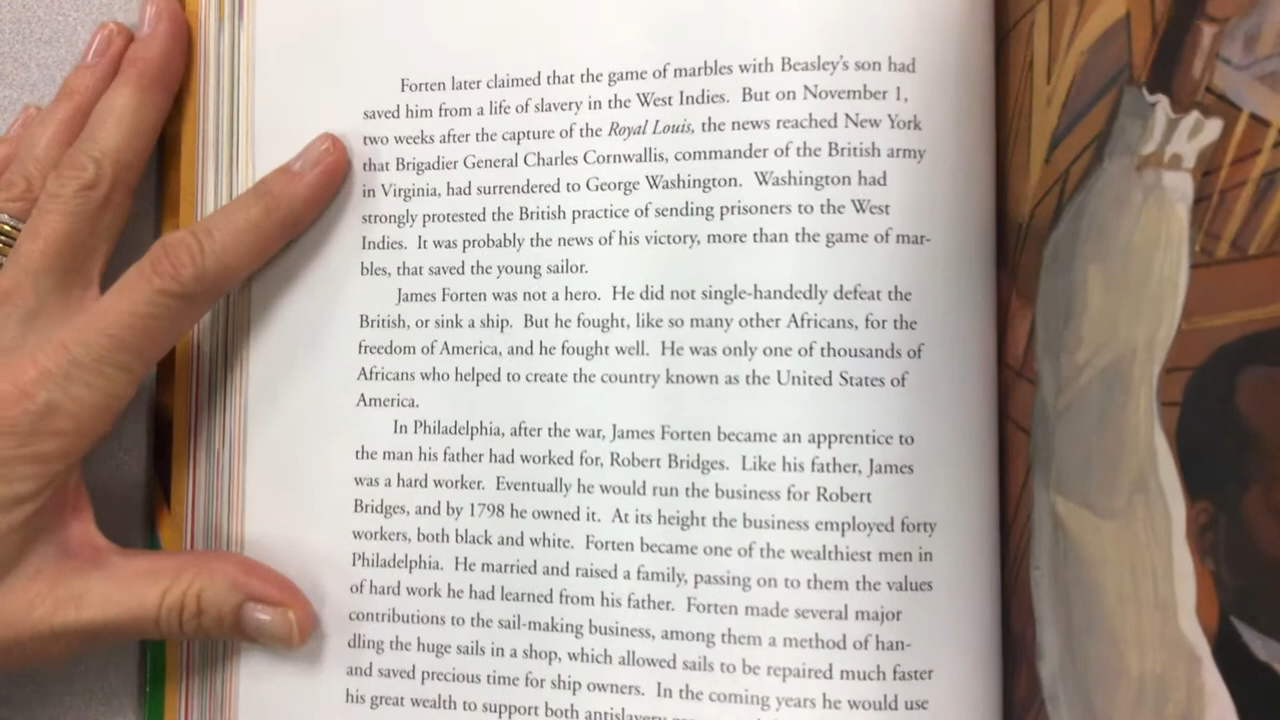 Forten later claimed that the game of marbles with Beasley's son had
saved him from a life of slavery in the West Indies. But on November 1,
two weeks after the capture of the Royal Louis, the news reached New York
that Brigadier General Charles Cornwallis, commander of the British army
in Virginia, had surrendered to George Washington. Washington had
strongly protested the British practice of sending prisoners to the West
Indies. It was probably the news of his victory, more than the game of mar-
bles, that saved the young sailor.
James Forten was not a hero. He did not single-handedly defeat the
British, or sink a ship. But he fought, like so many other Africans, for the
freedom of America, and he fought well. He was only one of thousands of
Africans who helped to create the country known as the United States of
America.
In Philadelphia, after the war, James Forten became an apprentice to
the man his father had worked for, Robert Bridges. Like his father, James
was a hard worker. Eventually he would run the business for Robert
Bridges, and by 1798 he owned it. At its height the business employed forty
workers, both black and white. Forten became one of the wealthiest men in
Philadelphia. He married and raised a family, passing on to them the values
of hard work he had learned from his father. Forten made several major
contributions to the sail-making business, among them a method of han-
dling the huge sails in a shop, which allowed sails to be repaired much faster
and saved precious time for ship owners. In the coming years he would use
his great wealth to support both antislavery